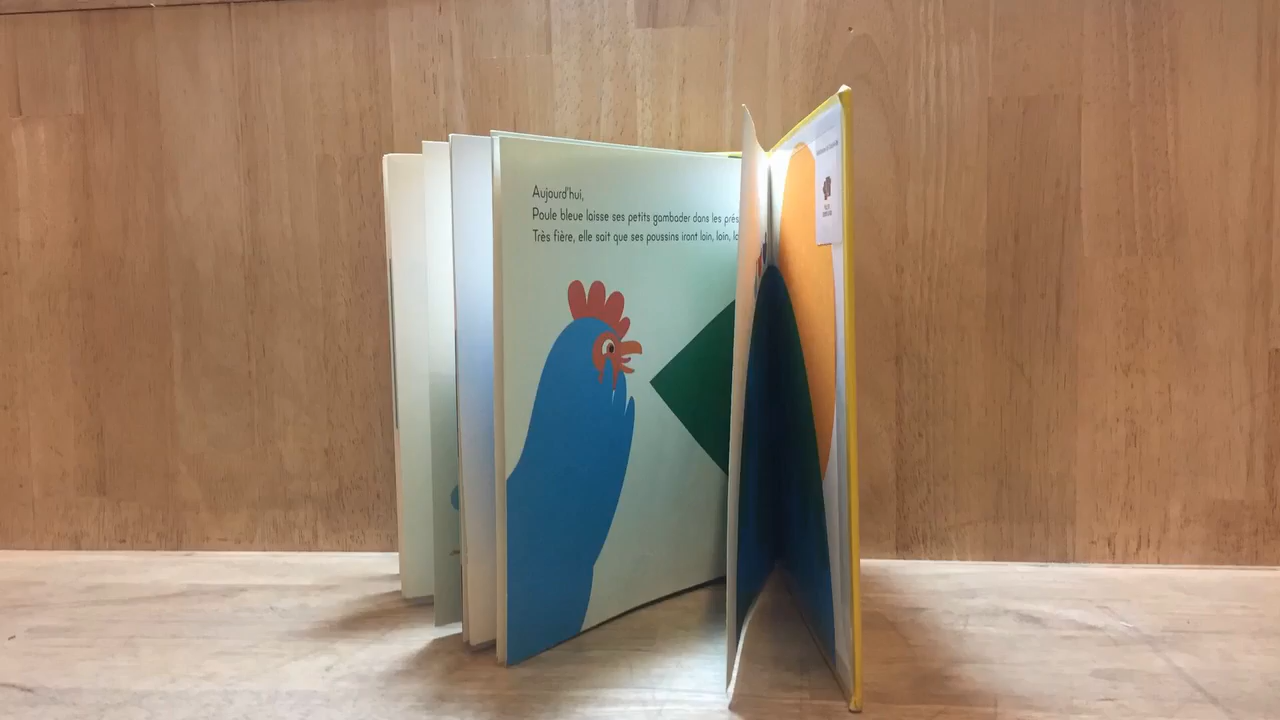 Aujourd'hui,
Poule bleue laisse ses petits gambader dans les prés
Très fière, elle sait que ses poussins iront loin, loin,